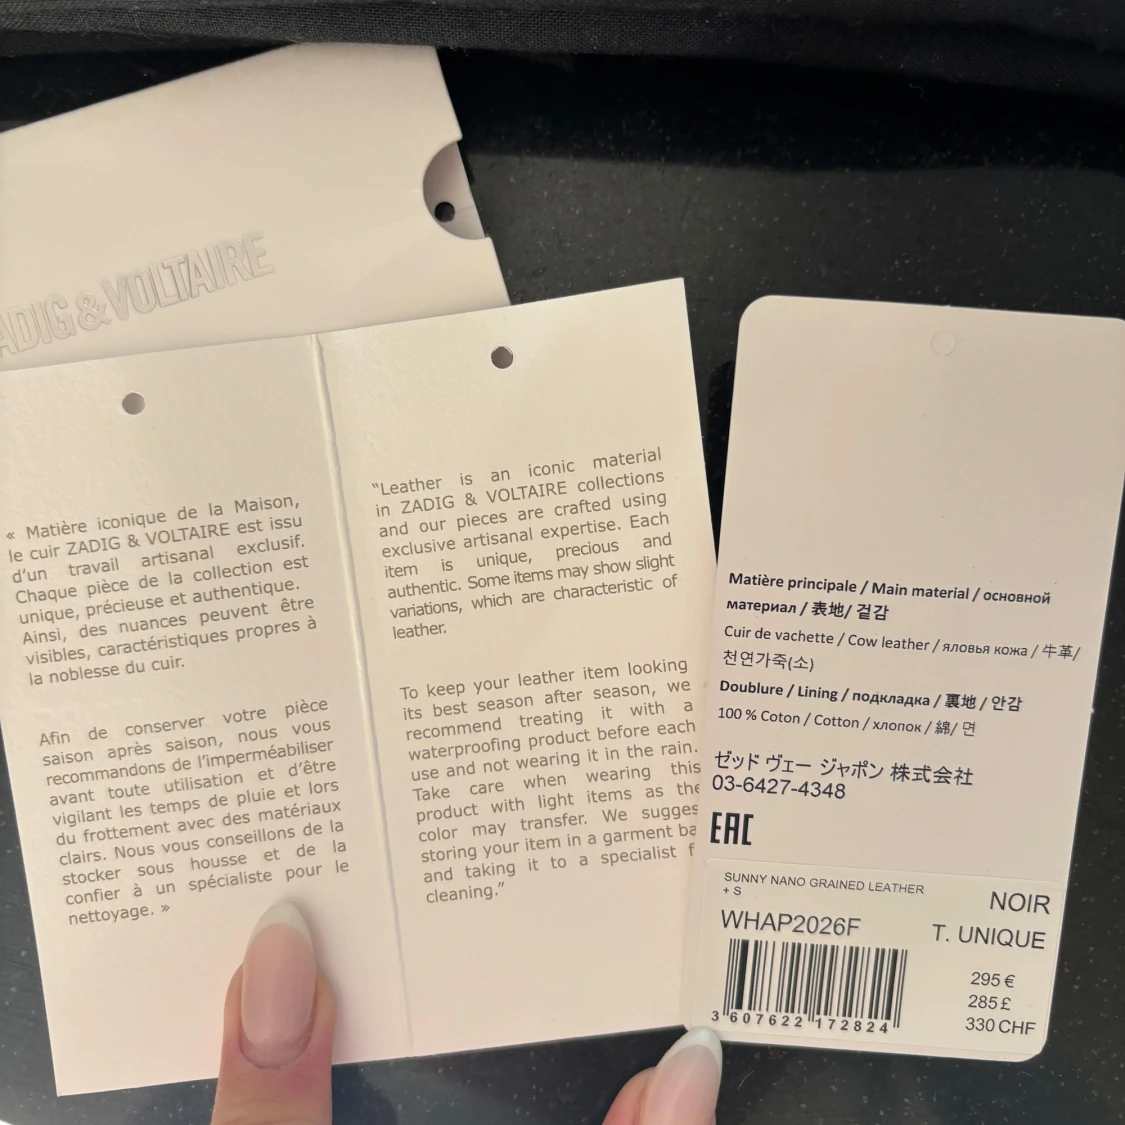 ADIG & VOLTAIRE
« Matière iconique de la Maison,
le cuir ZADIG & VOLTAIRE est issu
d’un travail artisanal exclusif.
Chaque pièce de la collection est
unique, précieuse et authentique.
Ainsi, des nuances peuvent être
visibles, caractéristiques propres à
la noblesse du cuir.
Afin de conserver votre pièce
saison après saison, nous vous
recommandons de l’imperméabiliser
avant toute utilisation et d’être
vigilant les temps de pluie et lors
du frottement avec des matériaux
clairs. Nous vous conseillons de la
stocker sous housse et de la
confier à un spécialiste pour le
nettoyage. »
“Leather is an iconic material
in ZADIG & VOLTAIRE collections
and our pieces are crafted using
exclusive artisanal expertise. Each
item is unique, precious and
authentic. Some items may show slight
variations, which are characteristic of
leather.
To keep your leather item looking
its best season after season, we
recommend treating it with a
waterproofing product before each
use and not wearing it in the rain.
Take care when wearing this
product with light items as the
color may transfer. We sugges
storing your item in a garment ba
and taking it to a specialist f
cleaning.”
Matière principale / Main material / основной
материал / 表地/ 겉감
Cuir de vachette / Cow leather / яловья кожа / 牛革/
천연가죽(소)
Doublure / Lining / подкладка / 裏地 / 안감
100 % Coton / Cotton / хлопок / 綿/ 면
ゼッド ヴェー ジャポン 株式会社
03-6427-4348
EAC
SUNNY NANO GRAINED LEATHER
+ S
NOIR
WHAP2026F
T. UNIQUE
295 €
285 £
330 CHF
3 607622 172824